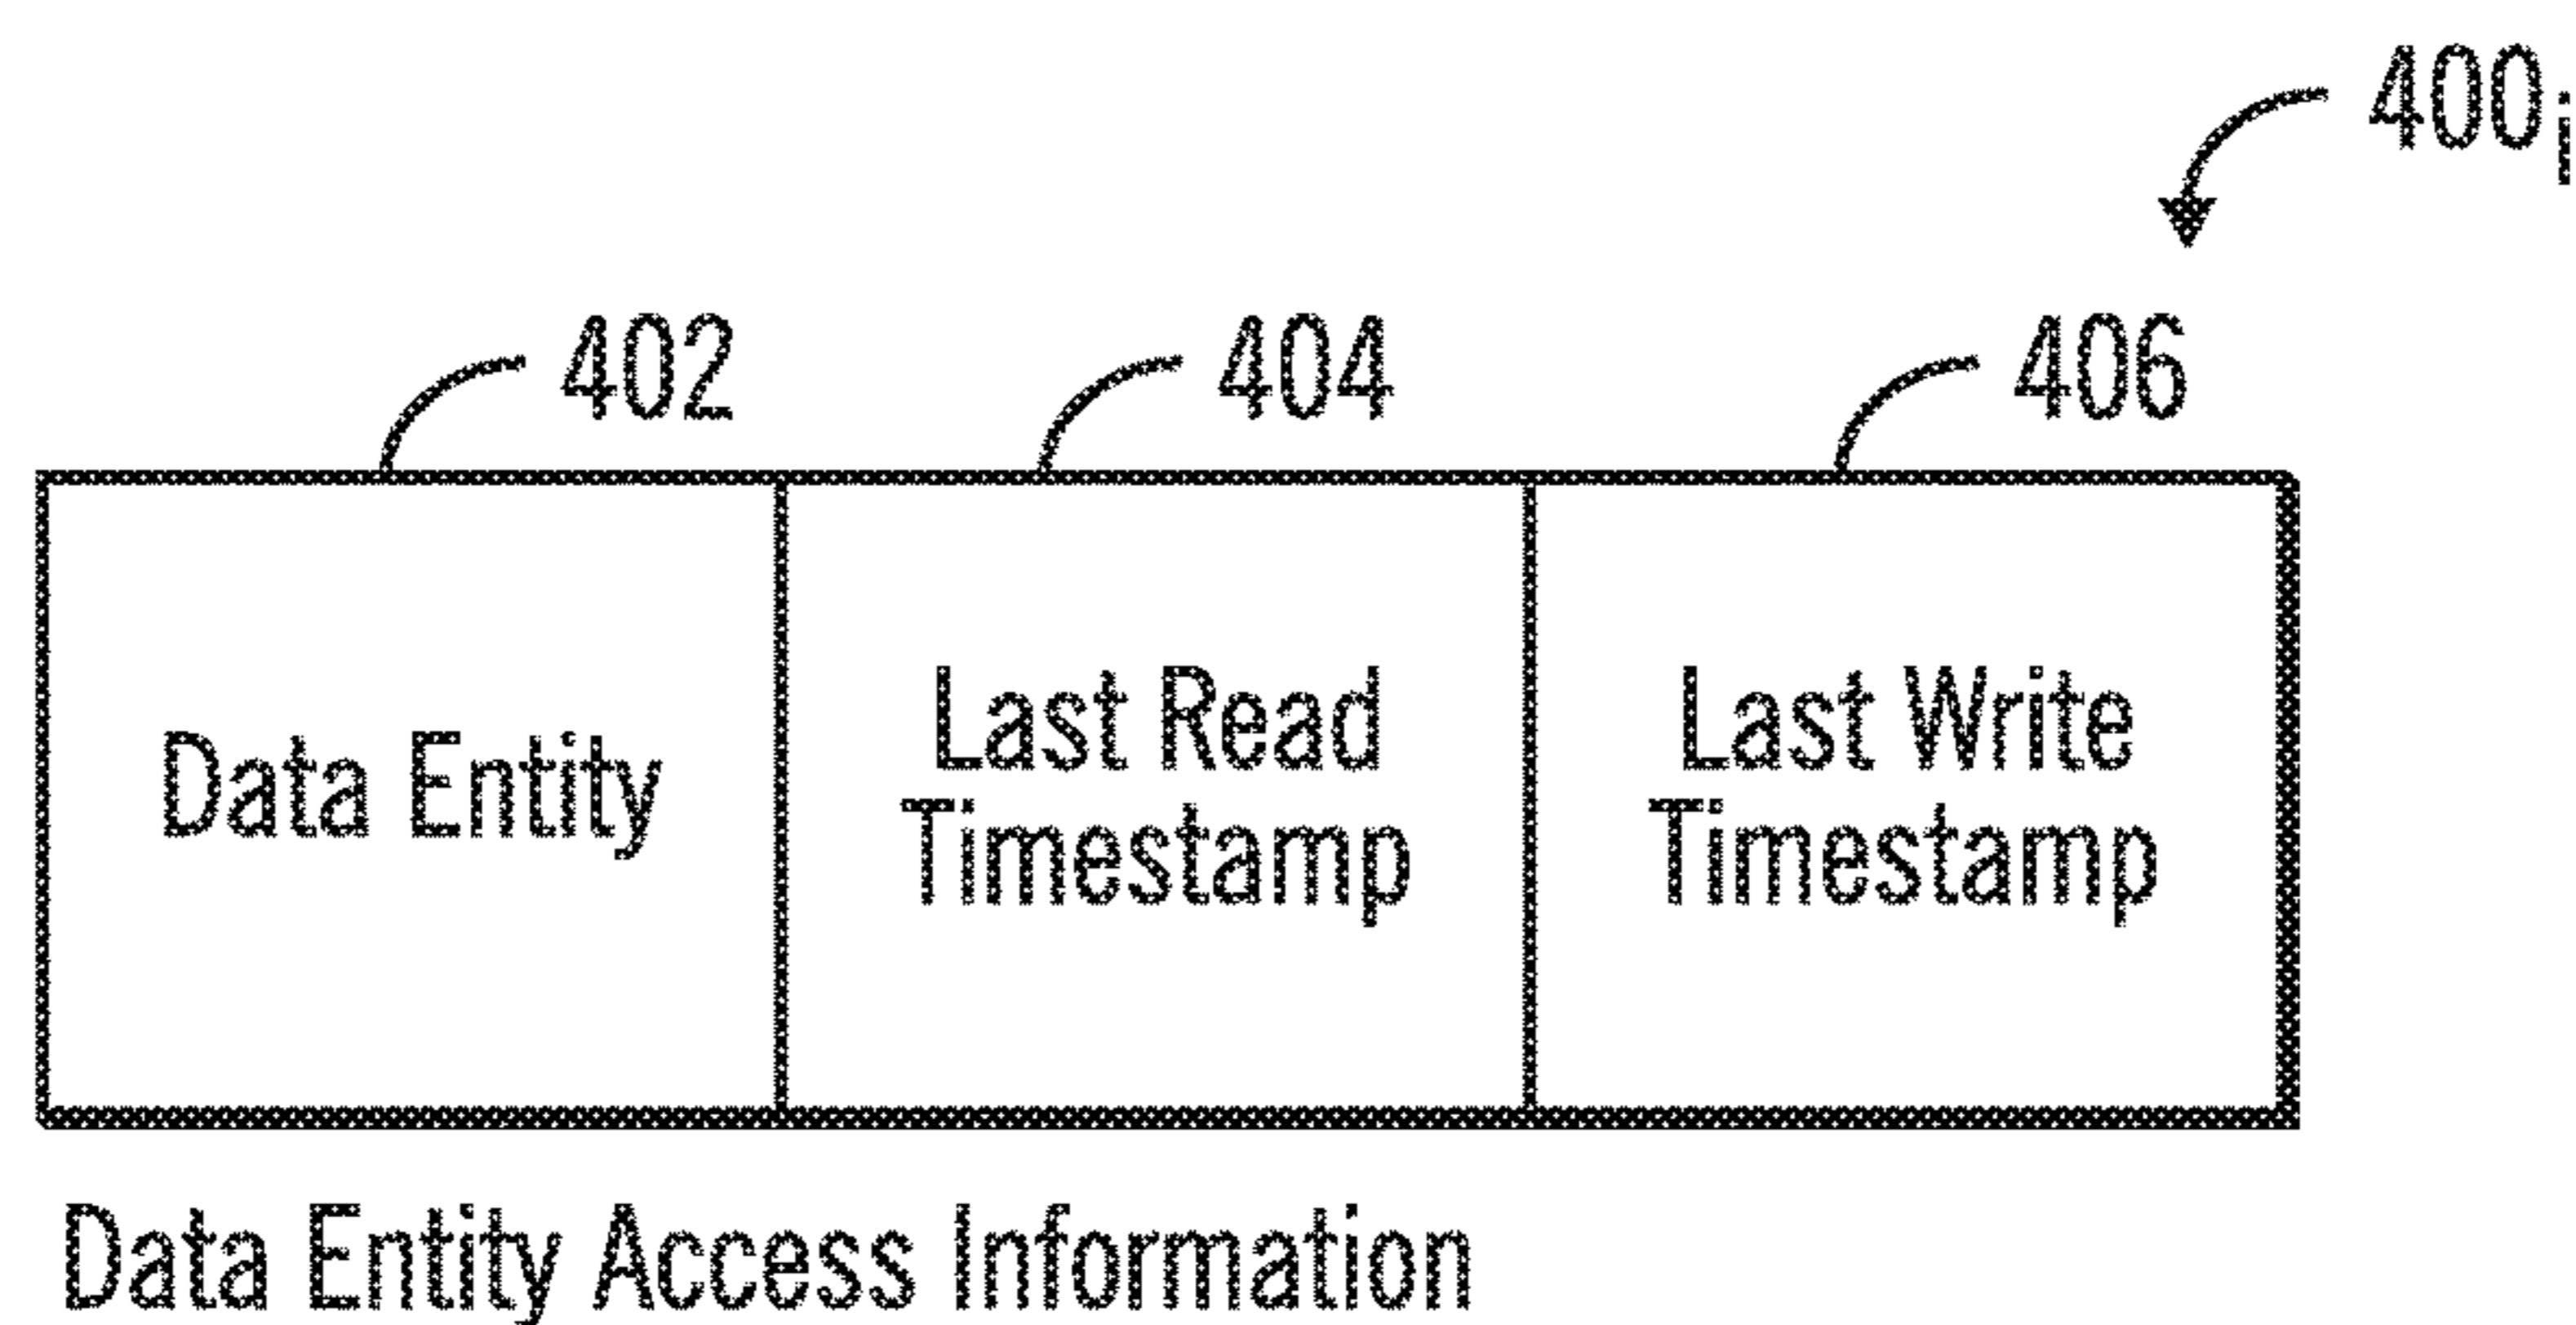 400i
402
404
406
Data Entity
Last Read
Timestamp
Last Write
Timestamp
Data Entity Access Information